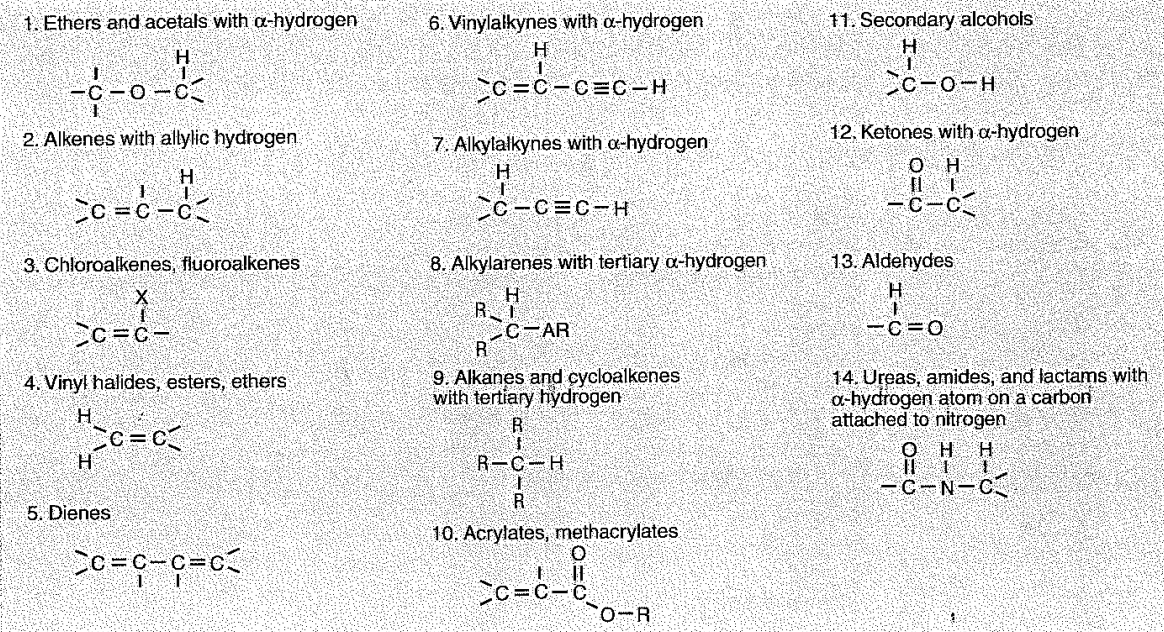 1. Ethers and acetals with α-hydrogen
H
-C-O-C
2. Alkenes with allylic hydrogen
H
C=C-C
3. Chloroalkenes, fluoroalkenes
X
C=C-
4. Vinyl halides, esters, ethers
H
C=C
H
5. Dienes
C=C-C=C
6. Vinylalkynes with α-hydrogen
H
C=C-C≡C-H
7. Alkylalkynes with α-hydrogen
H
C-C≡C-H
8. Alkylarenes with tertiary α-hydrogen
H
R
C-AR
R
9. Alkanes and cycloalkenes
with tertiary hydrogen
R
R-C-H
R
10. Acrylates, methacrylates
O
C=C-C
O-R
11. Secondary alcohols
H
C-O-H
12. Ketones with α-hydrogen
O H
-C-C
13. Aldehydes
H
-C=O
14. Ureas, amides, and lactams with
α-hydrogen atom on a carbon
attached to nitrogen
O H H
-C-N-C